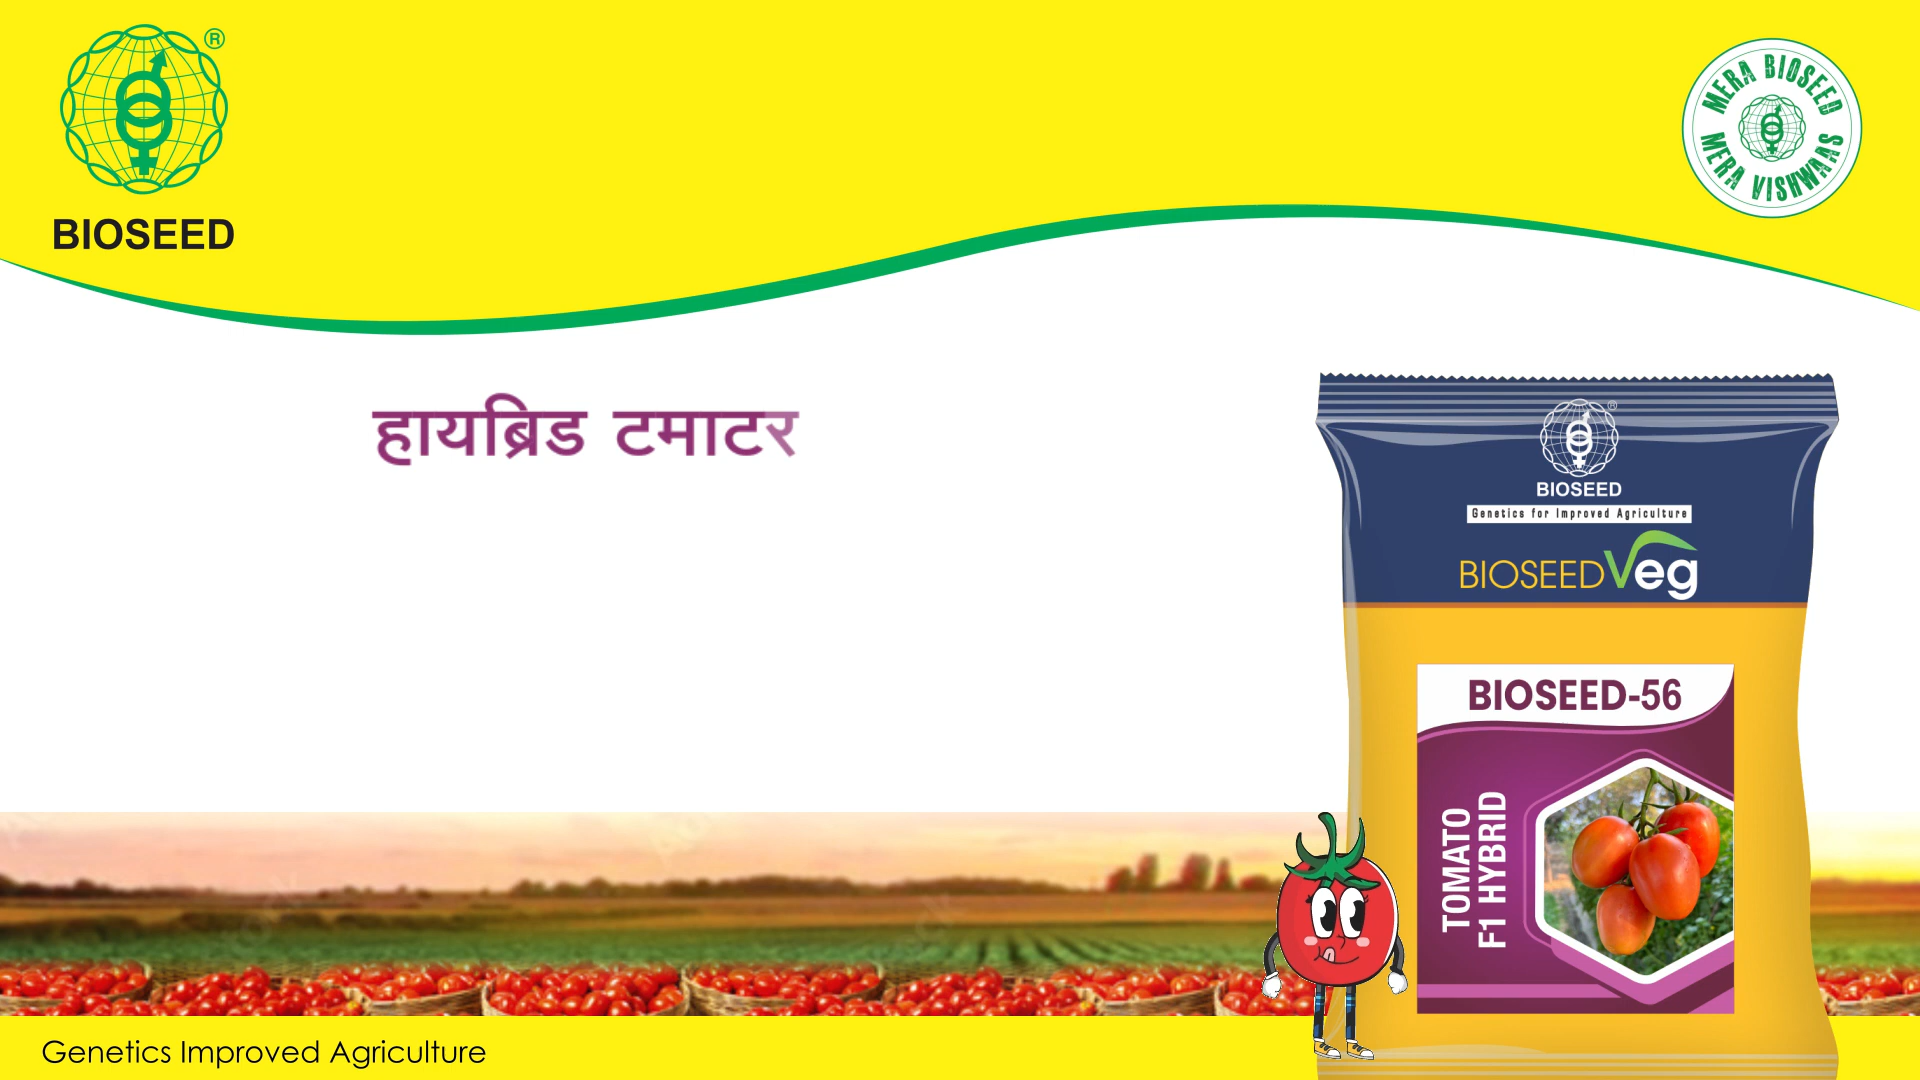 ®
BIOSEED
MERA BIOSEED
MERA VISHWAAS
हायब्रिड टमाटर
®
BIOSEED
Genetics for Improved Agriculture
BIOSEEDVeg
BIOSEED-56
TOMATO
F1 HYBRID
Genetics Improved Agriculture